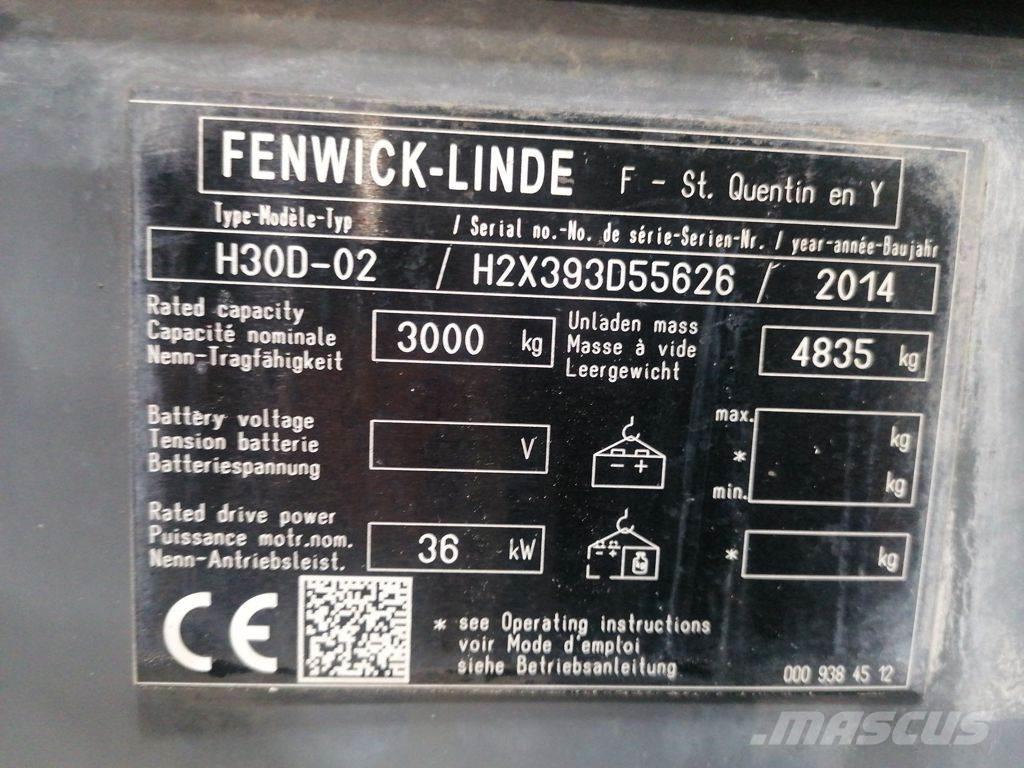 FENWICK-LINDE F - St. Quentin en Y
Type-Modèle-Typ / Serial no.-No. de série-Serien-Nr. / year-année-Baujahr
H30D-02 / H2X393D55626 / 2014
Rated capacity
Capacité nominale
Nenn-Tragfähigkeit
3000 kg
Unladen mass
Masse à vide
Leergewicht
4835 kg
Battery voltage
Tension batterie
Batteriespannung
V
- +
max. kg
*
min. kg
Rated drive power
Puissance motr.nom.
Nenn-Antriebsleist.
36 kW
- + kg
* kg
CE
* see Operating instructions
voir Mode d'emploi
siehe Betriebsanleitung
000 938 45 12
MASCUS